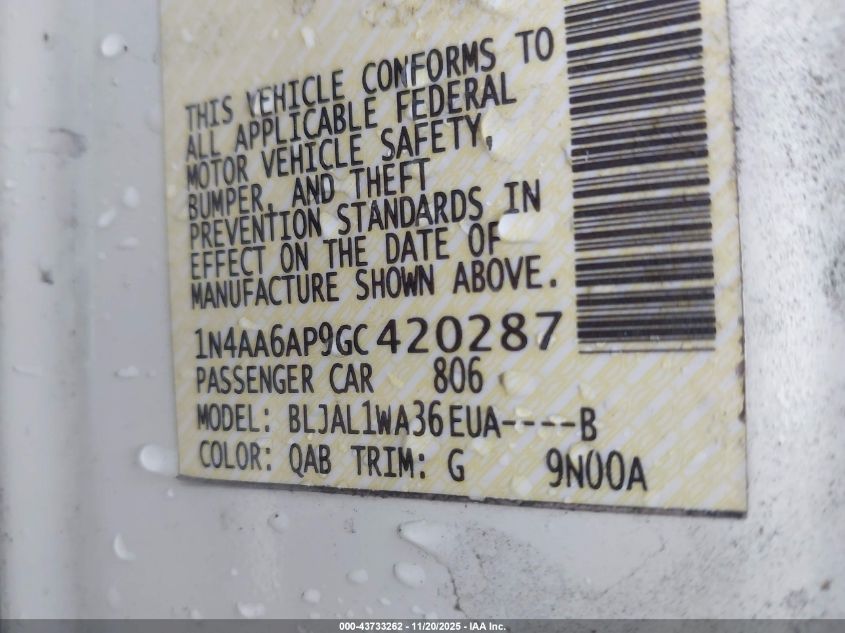 THIS VEHICLE CONFORMS TO
ALL APPLICABLE FEDERAL
MOTOR VEHICLE SAFETY,
BUMPER, AND THEFT
PREVENTION STANDARDS IN
EFFECT ON THE DATE OF
MANUFACTURE SHOWN ABOVE.
1N4AA6AP9GC420287
PASSENGER CAR 806
MODEL: BLJAL1WA36EUA----B
COLOR: QAB TRIM: G 9N00A
000-43733262 - 11/20/2025 - IAA Inc.